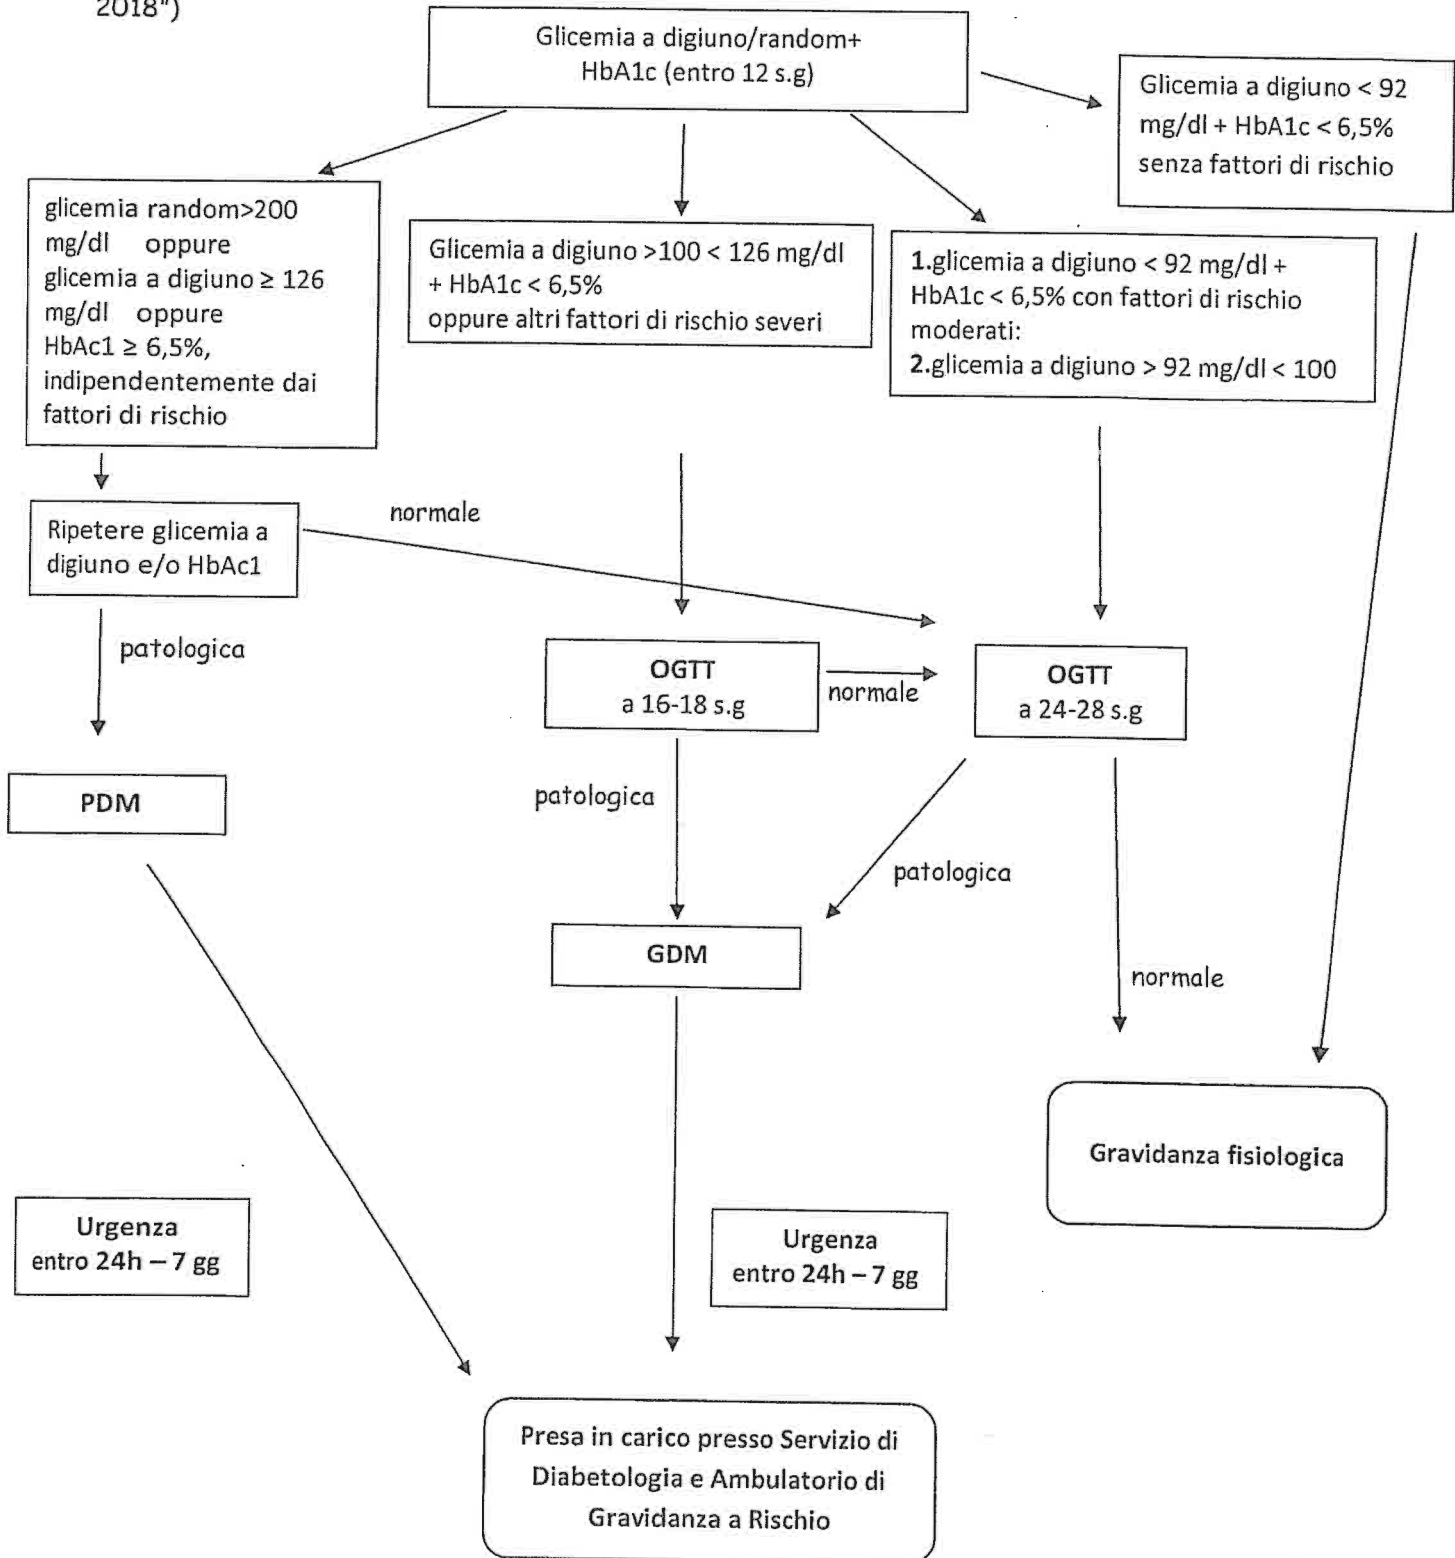 2018")
Glicemia a digiuno/random+
HbA1c (entro 12 s.g)
Glicemia a digiuno < 92
mg/dl + HbA1c < 6,5%
senza fattori di rischio
glicemia random>200
mg/dl oppure
glicemia a digiuno ≥ 126
mg/dl oppure
HbAc1 ≥ 6,5%,
indipendentemente dai
fattori di rischio
Glicemia a digiuno >100 < 126 mg/dl
+ HbA1c < 6,5%
oppure altri fattori di rischio severi
1.glicemia a digiuno < 92 mg/dl +
HbA1c < 6,5% con fattori di rischio
moderati:
2.glicemia a digiuno > 92 mg/dl < 100
Ripetere glicemia a
digiuno e/o HbAc1
normale
patologica
OGTT
a 16-18 s.g
normale
OGTT
a 24-28 s.g
PDM
patologica
patologica
GDM
normale
Gravidanza fisiologica
Urgenza
entro 24h – 7 gg
Urgenza
entro 24h – 7 gg
Presa in carico presso Servizio di
Diabetologia e Ambulatorio di
Gravidanza a Rischio